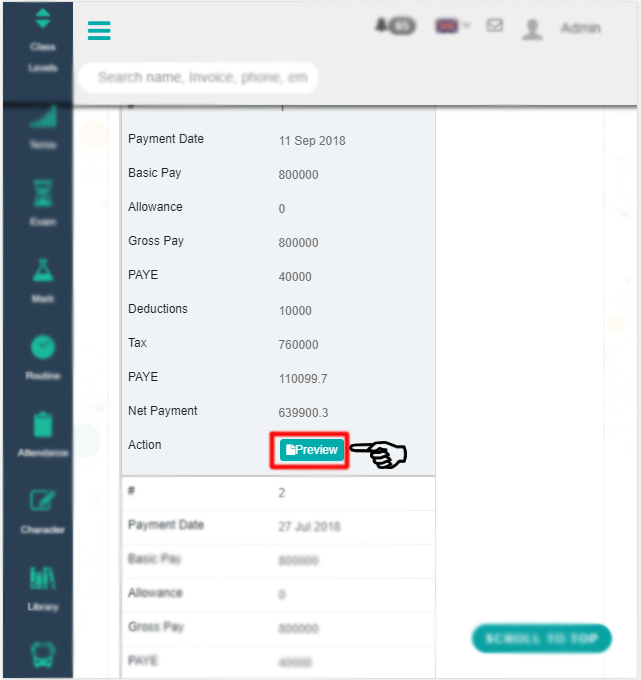 Class
Levels
65
Admin
Search name, Invoice, phone, em
Terms
Exam
Mark
Routine
Attendance
Character
Library
#
1
Payment Date 11 Sep 2018
Basic Pay 800000
Allowance 0
Gross Pay 800000
PAYE 40000
Deductions 10000
Tax 760000
PAYE 110099.7
Net Payment 639900.3
Action Preview
# 2
Payment Date 27 Jul 2018
Basic Pay 800000
Allowance 0
Gross Pay 800000
PAYE 40000
SCROLL TO TOP